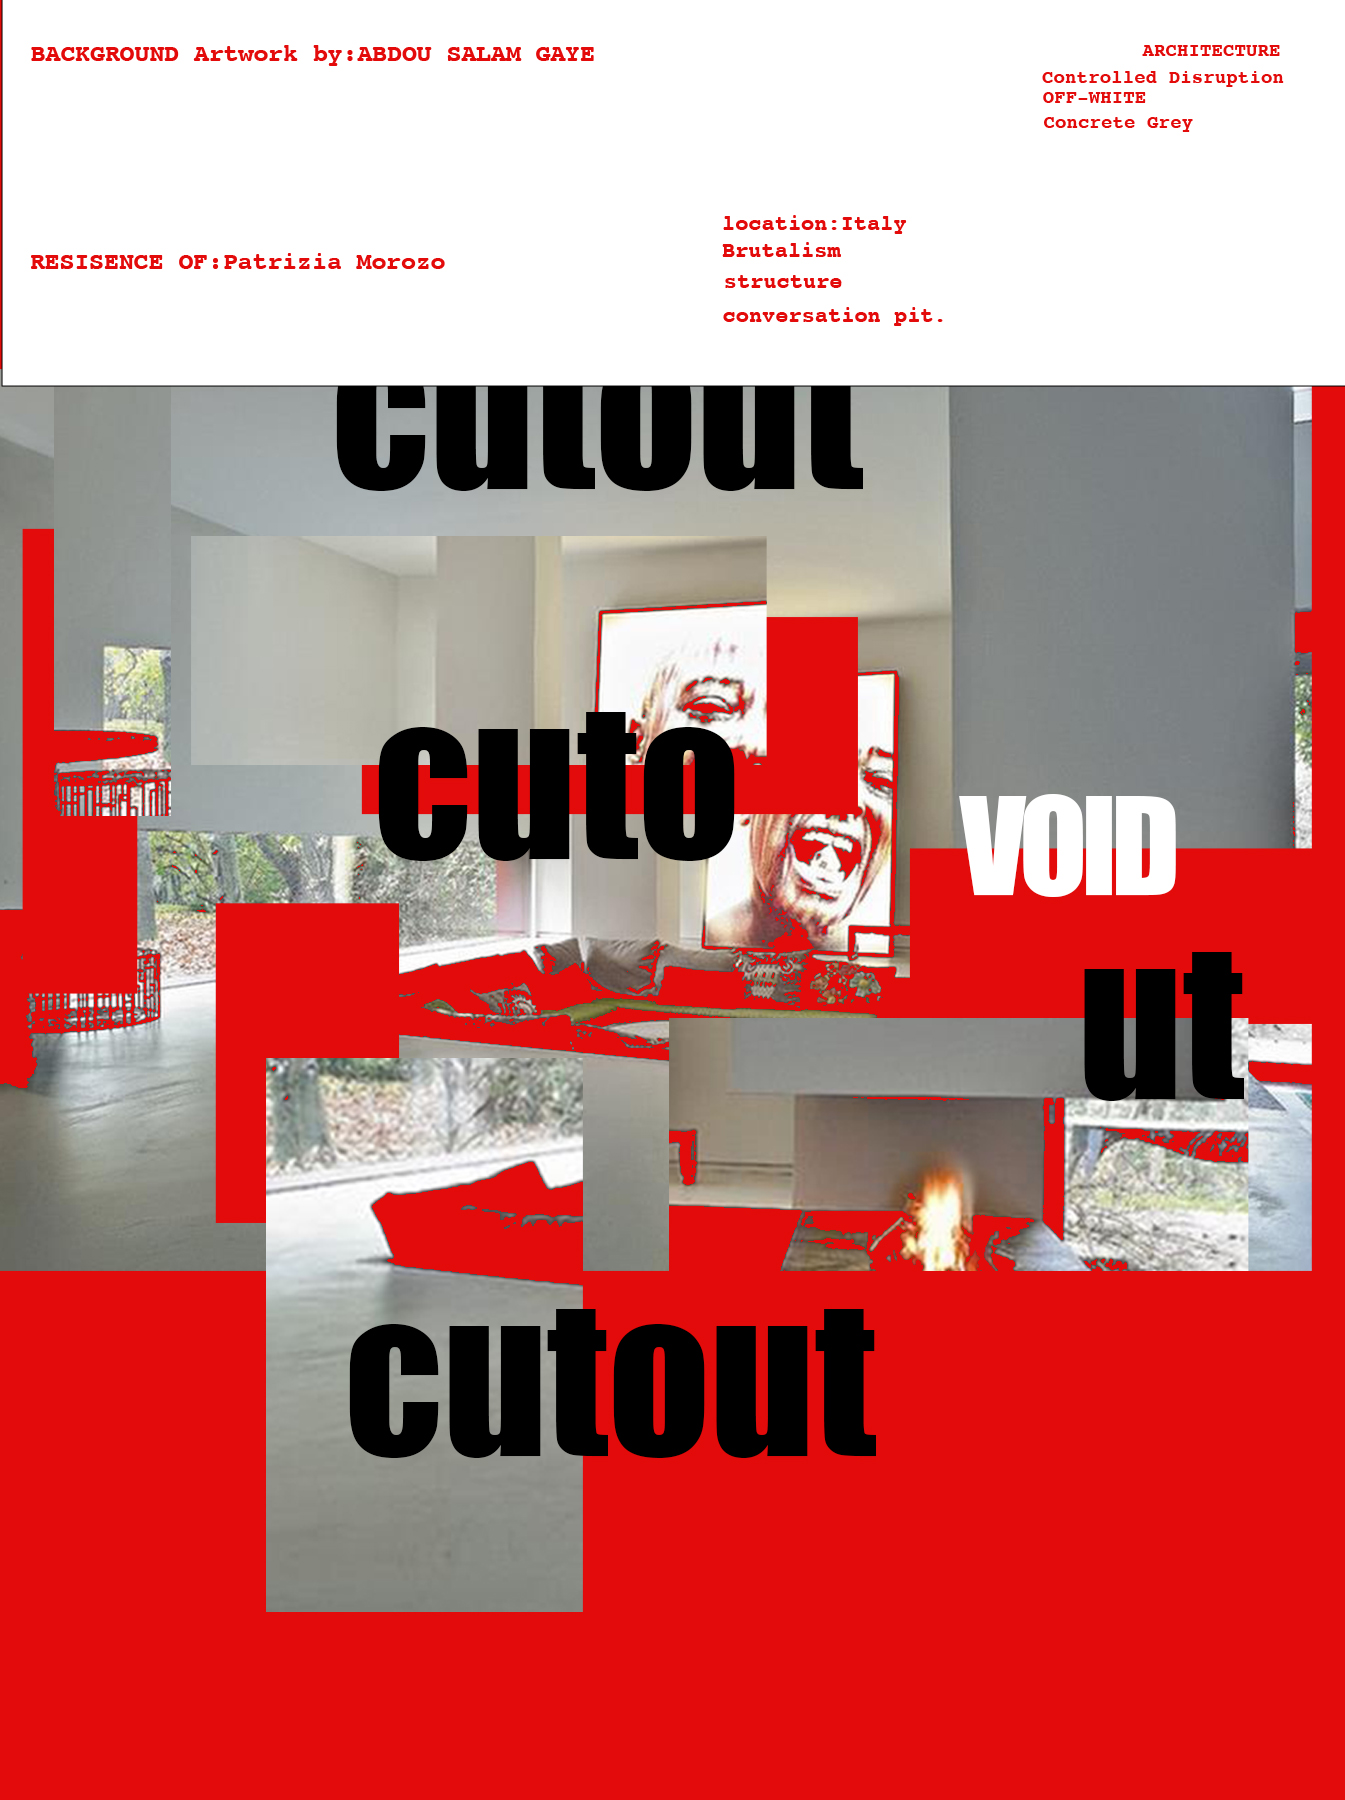 BACKGROUND Artwork by:ABDOU SALAM GAYE
ARCHITECTURE
Controlled Disruption
OFF-WHITE
Concrete Grey
RESISENCE OF:Patrizia Morozo
location:Italy
Brutalism
structure
conversation pit.
cutout
cuto
VOID
ut
cutout